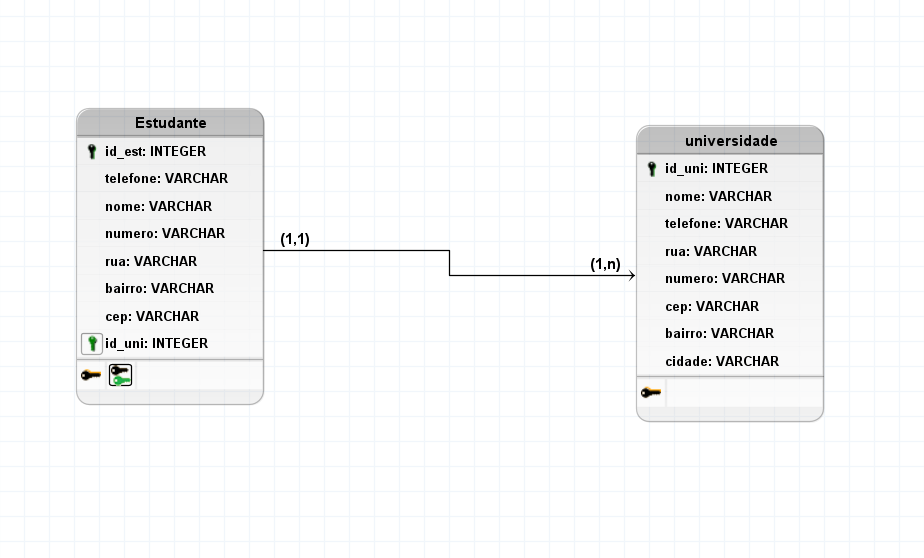 Estudante
id_est: INTEGER
telefone: VARCHAR
nome: VARCHAR
numero: VARCHAR
rua: VARCHAR
bairro: VARCHAR
cep: VARCHAR
id_uni: INTEGER
(1,1)
(1,n)
universidade
id_uni: INTEGER
nome: VARCHAR
telefone: VARCHAR
rua: VARCHAR
numero: VARCHAR
cep: VARCHAR
bairro: VARCHAR
cidade: VARCHAR